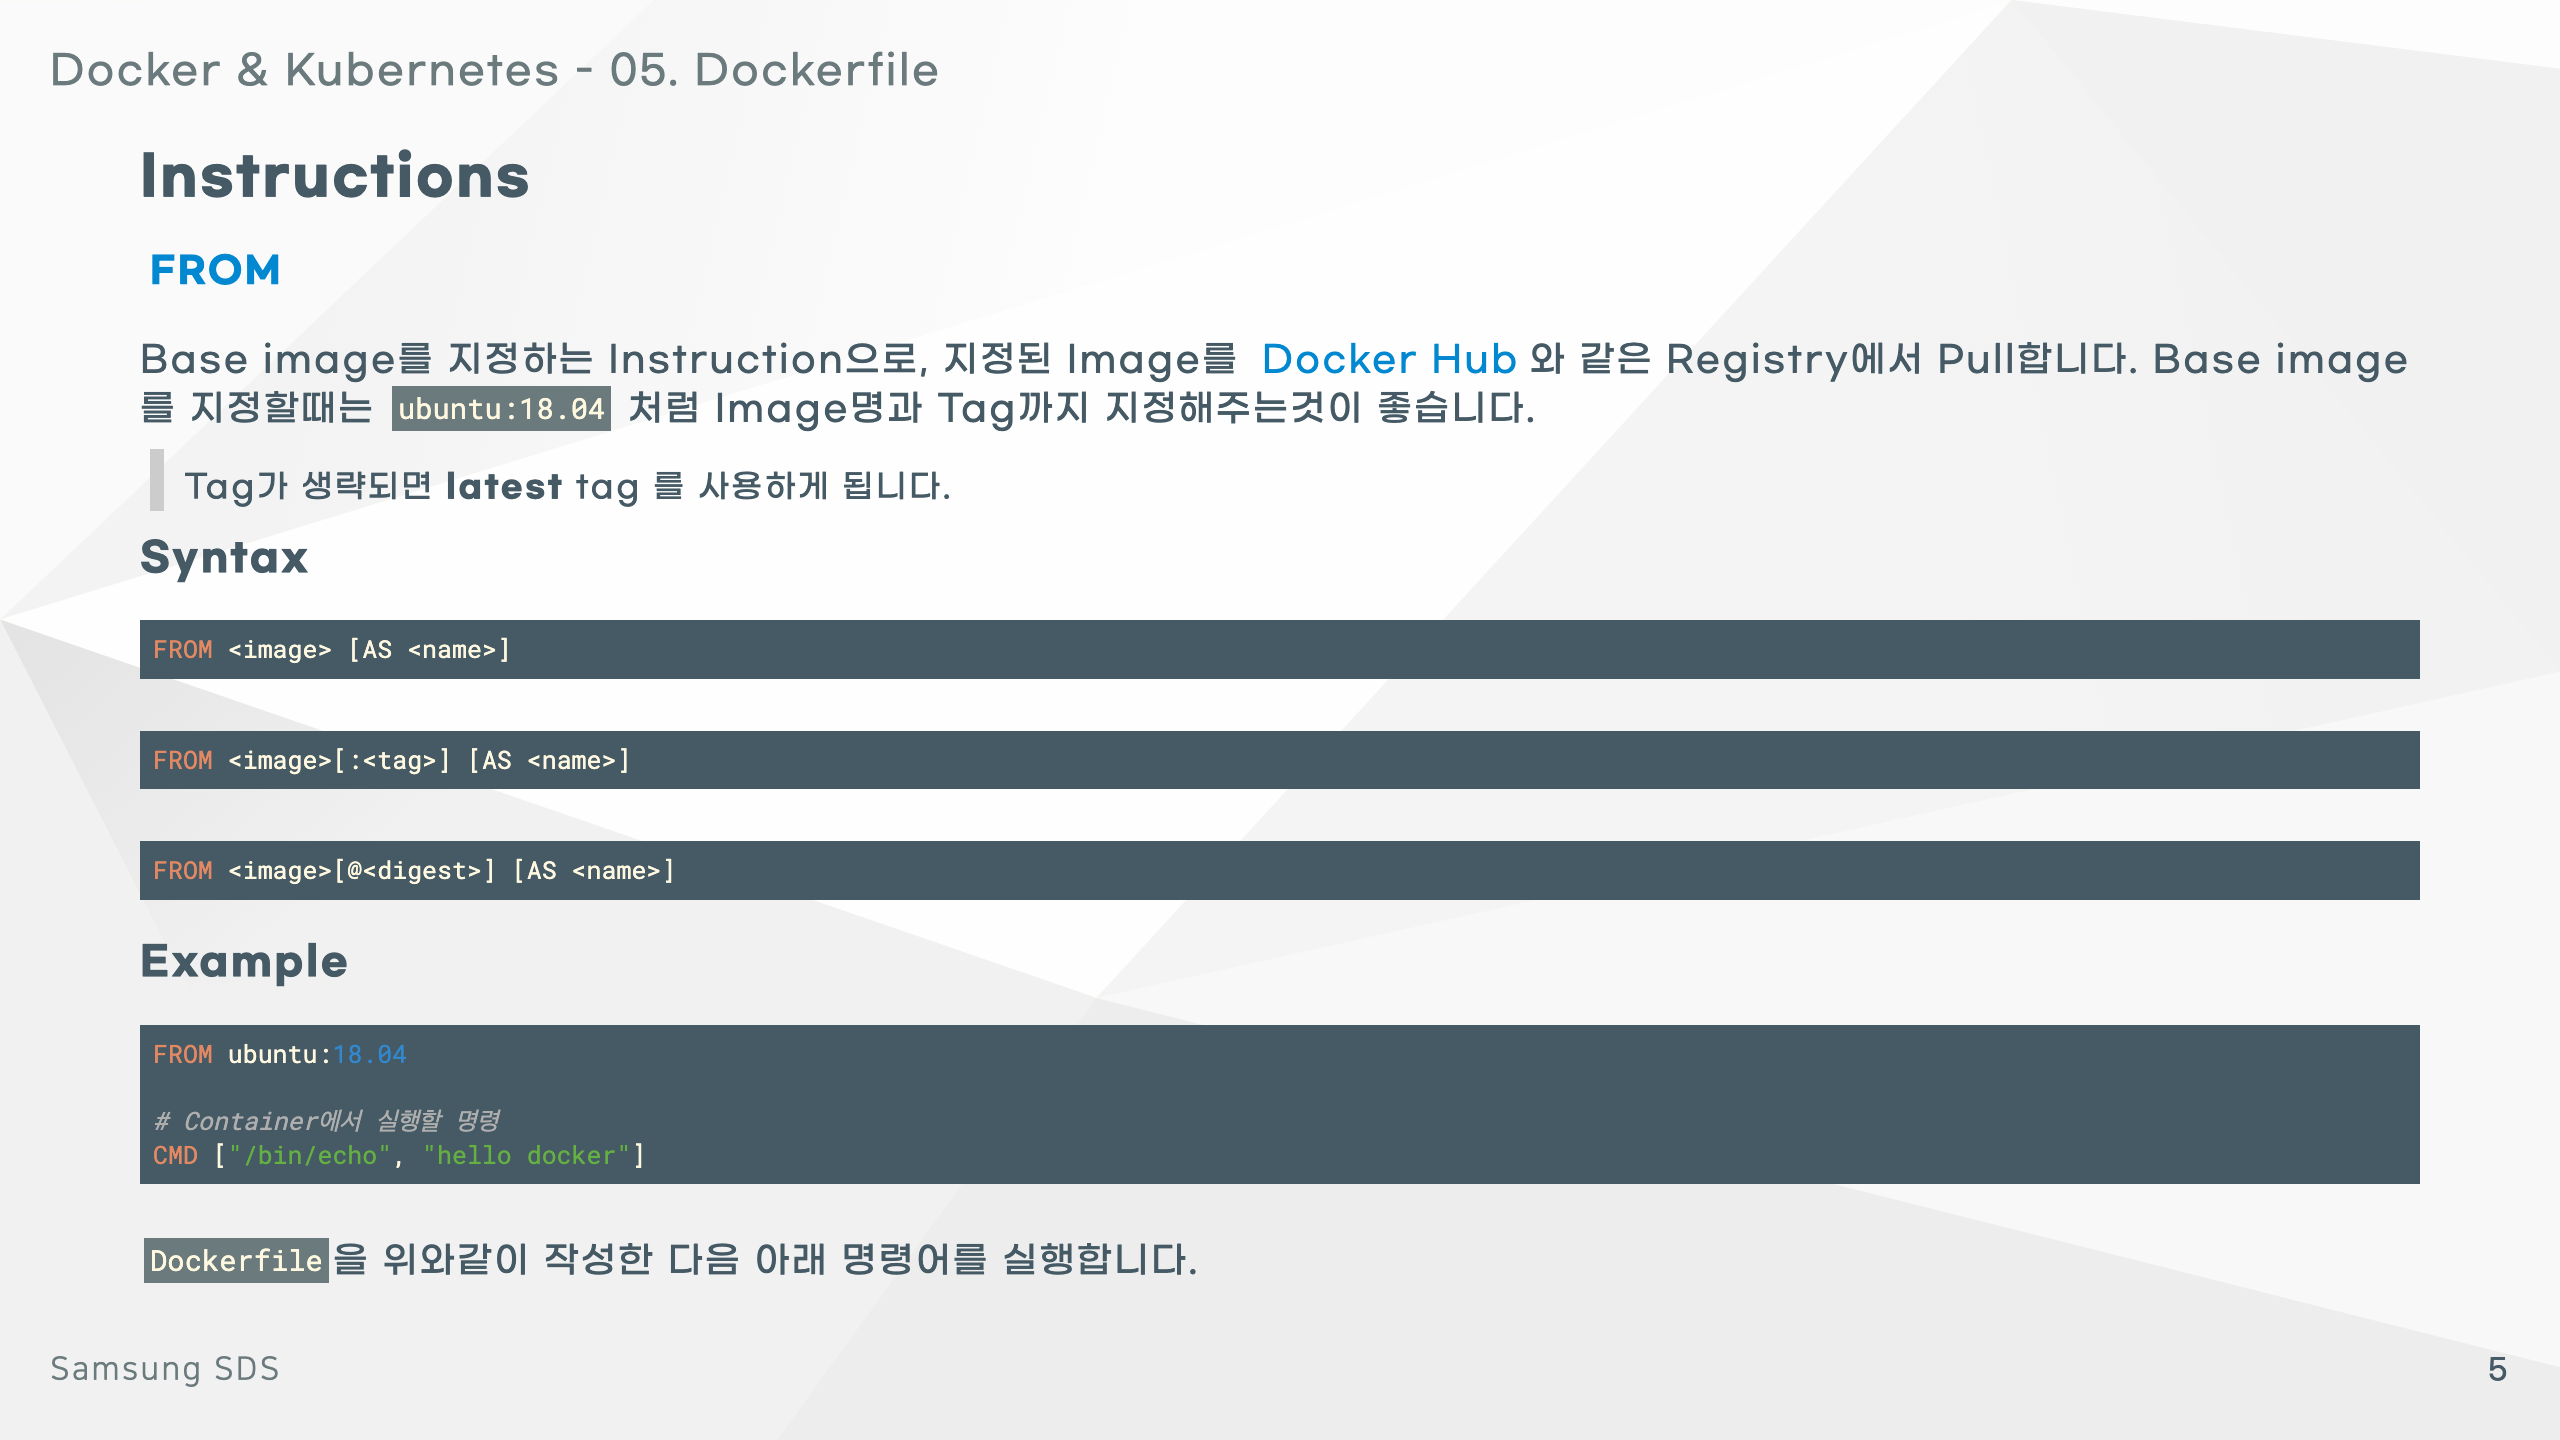 Docker & Kubernetes - 05. Dockerfile
Instructions
FROM
Base image를 지정하는 Instruction으로, 지정된 Image를 Docker Hub 와 같은 Registry에서 Pull합니다. Base image
를 지정할때는 ubuntu:18.04 처럼 Image명과 Tag까지 지정해주는것이 좋습니다.
Tag가 생략되면 latest tag 를 사용하게 됩니다.
Syntax
FROM <image> [AS <name>]
FROM <image>[:<tag>] [AS <name>]
FROM <image>[@<digest>] [AS <name>]
Example
FROM ubuntu:18.04
# Container에서 실행할 명령
CMD ["/bin/echo", "hello docker"]
Dockerfile을 위와같이 작성한 다음 아래 명령어를 실행합니다.
Samsung SDS
5